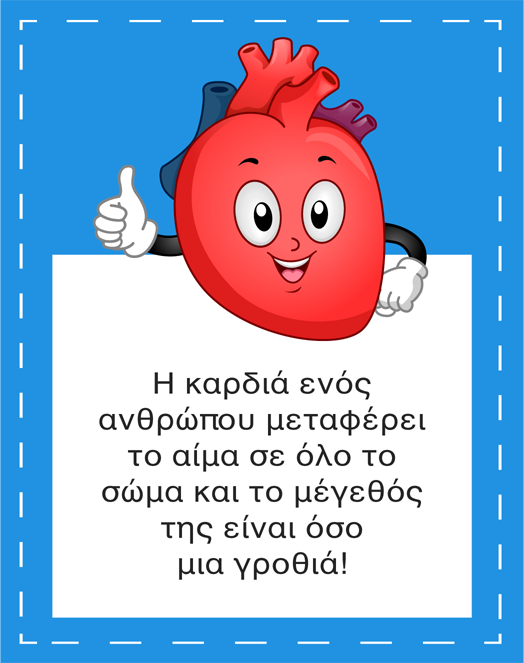 Η καρδιά ενός
ανθρώπου μεταφέρει
το αίμα σε όλο το
σώμα και το μέγεθός
της είναι όσο
μια γροθιά!